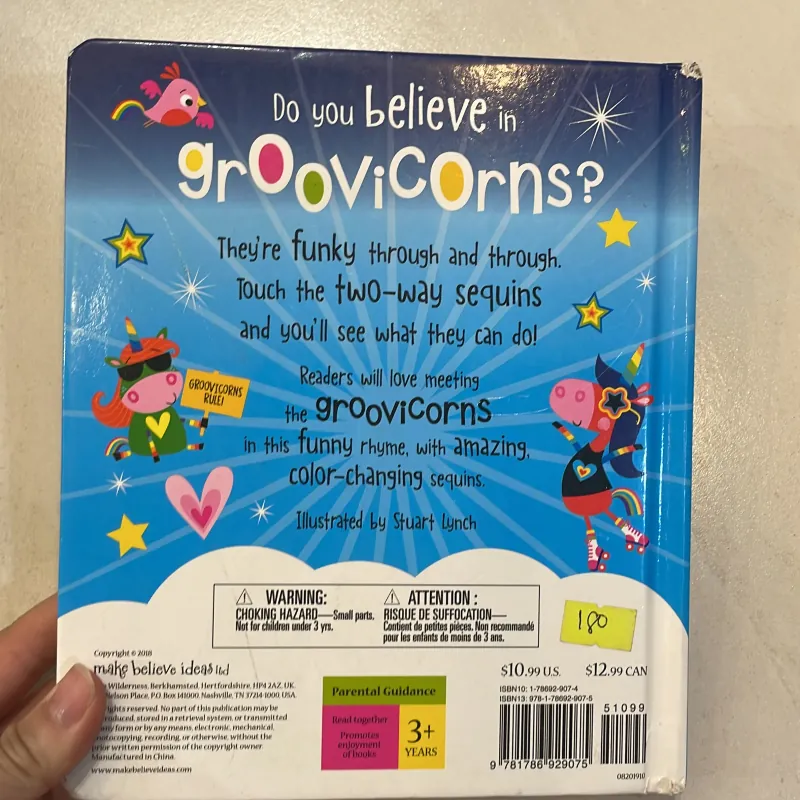 Do you believe in
groovicorns?
They're funky through and through.
Touch the two-way sequins
and you'll see what they can do!
GROOVICORNS
RULE!
Readers will love meeting
the groovicorns
in this funny rhyme, with amazing,
color-changing sequins.
Illustrated by Stuart Lynch
WARNING:
CHOKING HAZARD—Small parts.
Not for children under 3 yrs.
ATTENTION :
RISQUE DE SUFFOCATION—
Contient de petites pièces. Non recommandé
pour les enfants de moins de 3 ans.
180
Copyright © 2018
make believe ideas ltd
Wilderness, Berkhamsted, Hertfordshire, HP4 2AZ, UK.
Nelson Place, P.O. Box 141000, Nashville, TN 37214-1000, USA.
rights reserved. No part of this publication may be
reproduced, stored in a retrieval system, or transmitted
any form or by any means, electronic, mechanical,
photocopying, recording, or otherwise, without the
prior written permission of the copyright owner.
Manufactured in China.
www.makebelieveideas.com
Parental Guidance
Read together
Promotes
enjoyment
of books
3+
YEARS
$10.99 U.S.
$12.99 CAN
ISBN10: 1-78692-907-4
ISBN13: 978-1-78692-907-5
51099
9 781786 929075
08201910